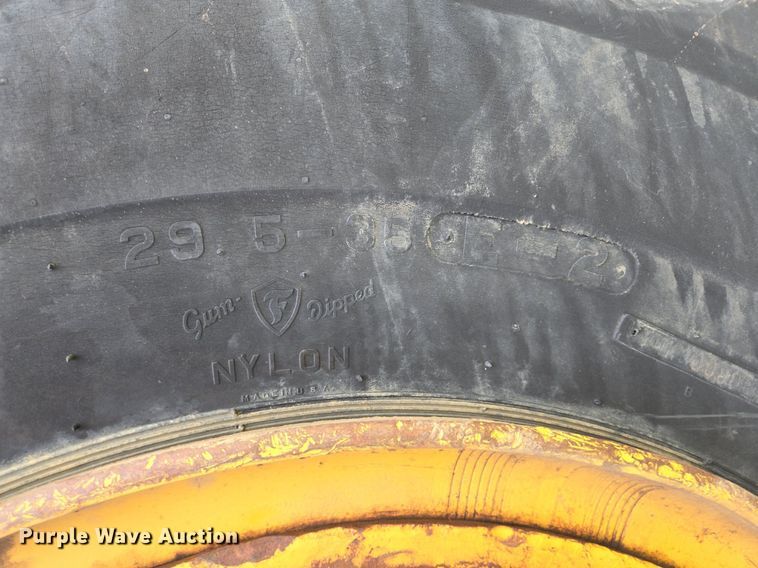 29.5-35 E-2
Gum- F Dipped
NYLON
MADE IN U.S.A.
Purple Wave Auction